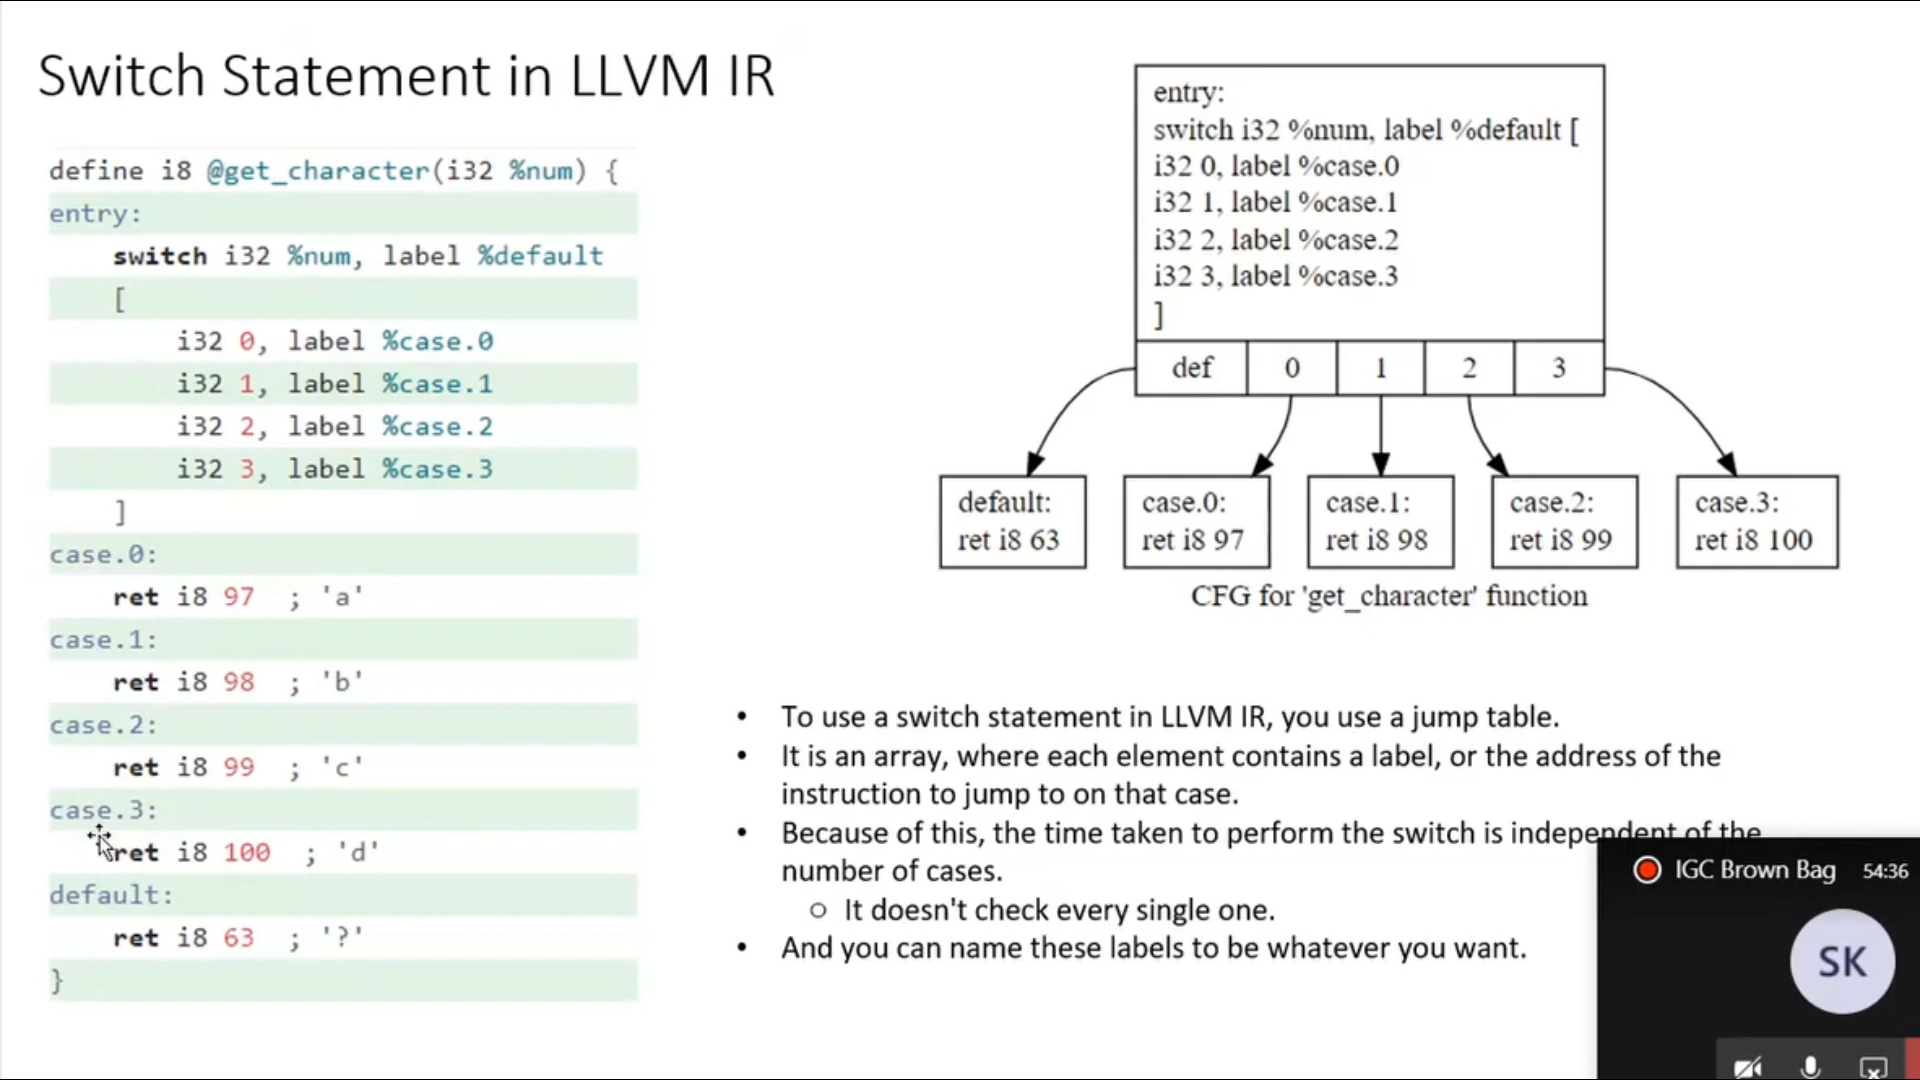 Switch Statement in LLVM IR
define i8 @get_character(i32 %num) {
entry:
switch i32 %num, label %default
[
i32 0, label %case.0
i32 1, label %case.1
i32 2, label %case.2
i32 3, label %case.3
]
case.0:
ret i8 97 ; 'a'
case.1:
ret i8 98 ; 'b'
case.2:
ret i8 99 ; 'c'
case.3:
ret i8 100 ; 'd'
default:
ret i8 63 ; '?'
}
entry:
switch i32 %num, label %default [
i32 0, label %case.0
i32 1, label %case.1
i32 2, label %case.2
i32 3, label %case.3
]
def 0 1 2 3
default:
ret i8 63
case.0:
ret i8 97
case.1:
ret i8 98
case.2:
ret i8 99
case.3:
ret i8 100
CFG for 'get_character' function
• To use a switch statement in LLVM IR, you use a jump table.
• It is an array, where each element contains a label, or the address of the
instruction to jump to on that case.
• Because of this, the time taken to perform the switch is independent of the
number of cases.
○ It doesn't check every single one.
• And you can name these labels to be whatever you want.
IGC Brown Bag 54:36
SK